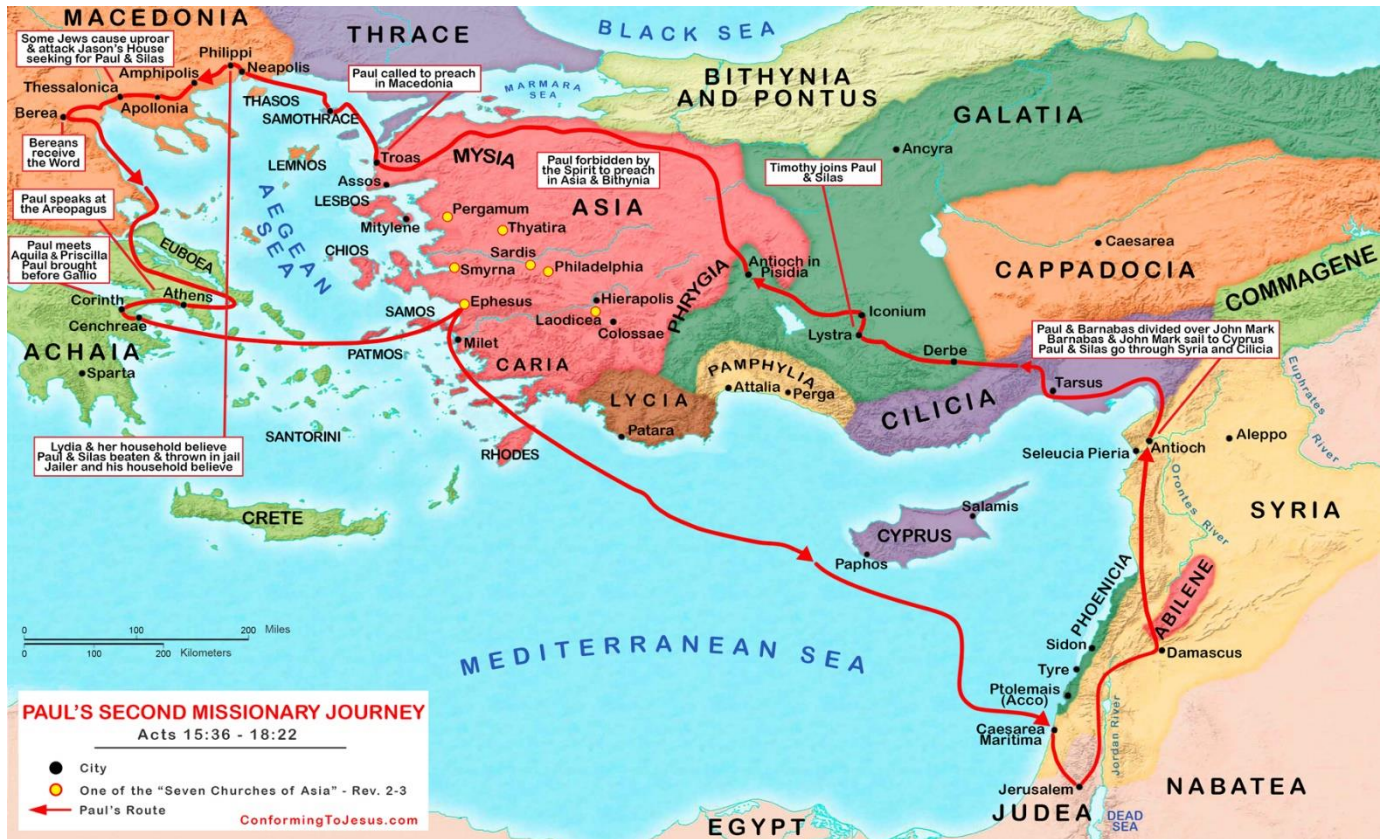 MACEDONIA
THRACE
BLACK SEA
BITHYNIA
AND PONTUS
GALATIA
Some Jews cause uproar
& attack Jason's House
seeking for Paul & Silas
Philippi
Neapolis
Amphipolis
Thessalonica
Apollonia
Berea
Paul called to preach
in Macedonia
MARMARA
SEA
THASOS
SAMOTHRACE
Bereans
receive
the Word
LEMNOS
Troas
MYSIA
Assos
LESBOS
Mitylene
Paul forbidden by
the Spirit to preach
in Asia & Bithynia
Timothy joins Paul
& Silas
Ancyra
Paul speaks at
the Areopagus
AEGEAN
SEA
ASIA
Pergamum
Thyatira
Sardis
Smyrna
Philadelphia
CHIOS
EUBOEA
Paul meets
Aquila & Priscilla
Paul brought
before Gallio
Corinth
Athens
Cenchreae
ACHAIA
Sparta
SAMOS
Ephesus
Hierapolis
Laodicea
Colossae
Milet
PATMOS
CARIA
PHRYGIA
Antioch in
Pisidia
Iconium
Lystra
Derbe
Caesarea
CAPPADOCIA
COMMAGENE
Paul & Barnabas divided over John Mark
Barnabas & John Mark sail to Cyprus
Paul & Silas go through Syria and Cilicia
Euphrates
River
PAMPHYLIA
Attalia
Perga
LYCIA
Patara
CILICIA
Tarsus
Antioch
Seleucia Pieria
Aleppo
Orontes
River
SYRIA
SANTORINI
RHODES
Lydia & her household believe
Paul & Silas beaten & thrown in jail
Jailer and his household believe
CRETE
Salamis
CYPRUS
Paphos
PHOENICIA
ABILENE
Sidon
Damascus
Tyre
Ptolemais
(Acco)
Caesarea
Maritima
Jordan River
Jerusalem
JUDEA
DEAD
SEA
NABATEA
EGYPT
MEDITERRANEAN SEA
0 100 200 Miles
0 100 200 Kilometers
PAUL'S SECOND MISSIONARY JOURNEY
Acts 15:36 - 18:22
City
One of the "Seven Churches of Asia" - Rev. 2-3
Paul's Route
ConformingToJesus.com